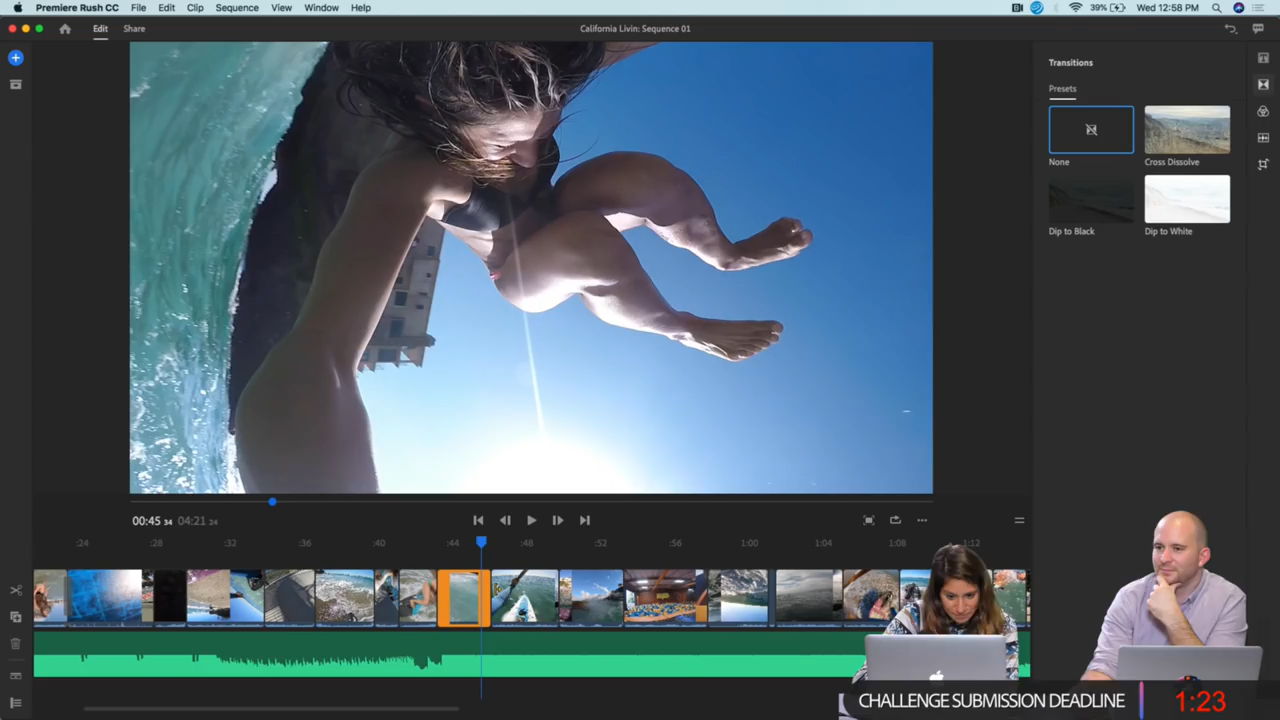 Premiere Rush CC File Edit Clip Sequence View Window Help
39% Wed 12:58 PM
Edit Share
California Livin: Sequence 01
Transitions
Presets
None
Cross Dissolve
Dip to Black
Dip to White
00:45 34 04:21 24
:24 :28 :32 :36 :40 :44 :48 :52 :56 1:00 1:04 1:08 1:12
CHALLENGE SUBMISSION DEADLINE
1:23